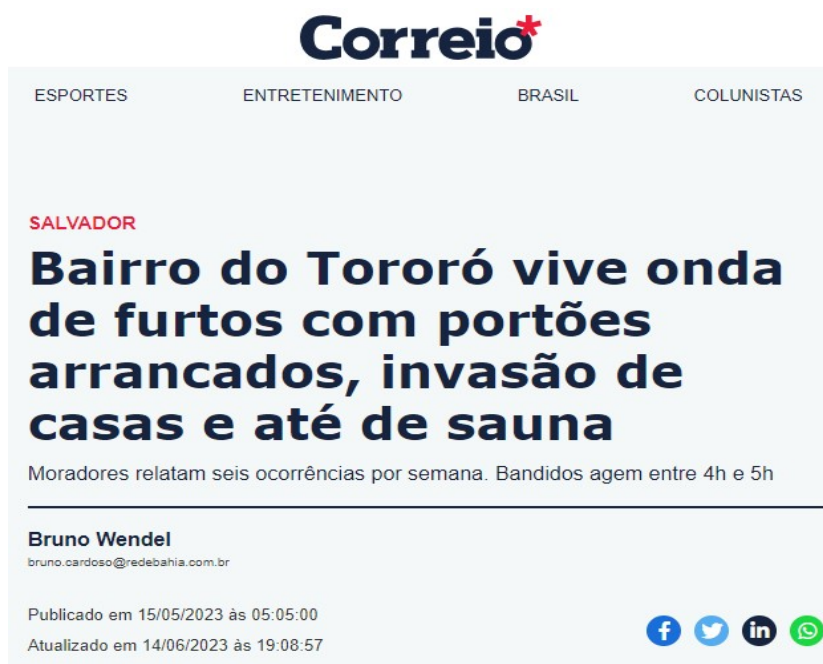 Correio*
ESPORTES ENTRETENIMENTO BRASIL COLUNISTAS
SALVADOR
Bairro do Tororó vive onda
de furtos com portões
arrancados, invasão de
casas e até de sauna
Moradores relatam seis ocorrências por semana. Bandidos agem entre 4h e 5h
Bruno Wendel
bruno.cardoso@redebahia.com.br
Publicado em 15/05/2023 às 05:05:00
Atualizado em 14/06/2023 às 19:08:57